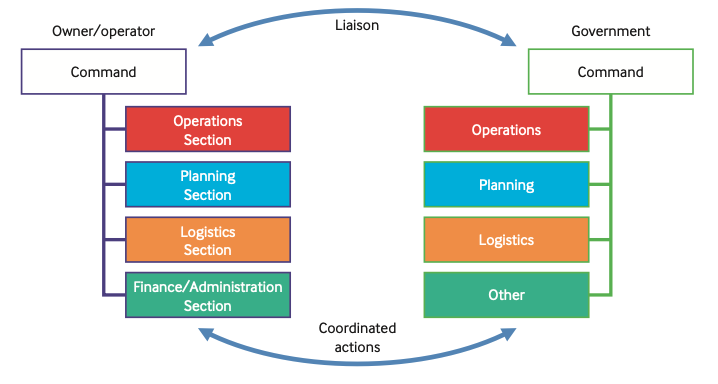 Owner/operator
Liaison
Government
Command
Command
Operations
Section
Operations
Planning
Section
Planning
Logistics
Section
Logistics
Finance/Administration
Section
Other
Coordinated
actions